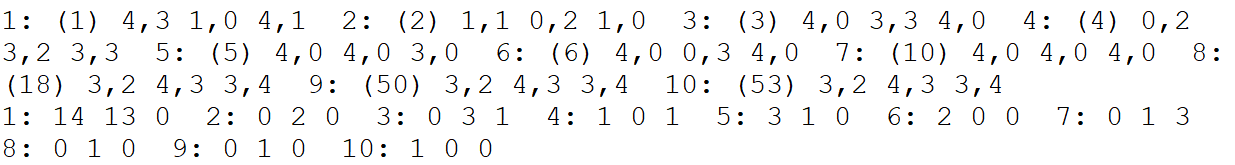 1: (1) 4,3 1,0 4,1 2: (2) 1,1 0,2 1,0 3: (3) 4,0 3,3 4,0 4: (4) 0,2
3,2 3,3 5: (5) 4,0 4,0 3,0 6: (6) 4,0 0,3 4,0 7: (10) 4,0 4,0 4,0 8:
(18) 3,2 4,3 3,4 9: (50) 3,2 4,3 3,4 10: (53) 3,2 4,3 3,4
1: 14 13 0 2: 0 2 0 3: 0 3 1 4: 1 0 1 5: 3 1 0 6: 2 0 0 7: 0 1 3
8: 0 1 0 9: 0 1 0 10: 1 0 0